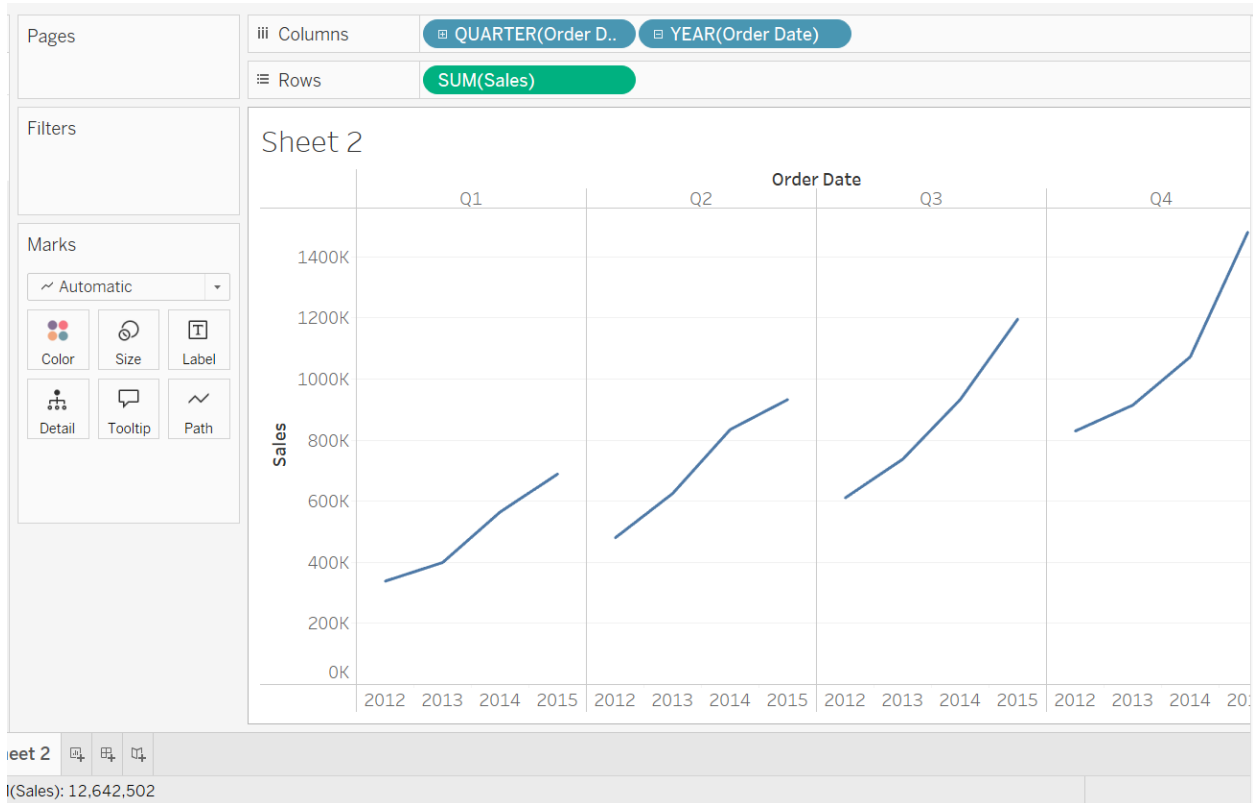 Pages
iii Columns
QUARTER(Order D..
YEAR(Order Date)
Rows
SUM(Sales)
Filters
Marks
Automatic
Color
Size
Label
Detail
Tooltip
Path
Sheet 2
Order Date
Q1 Q2 Q3 Q4
Sales
1400K
1200K
1000K
800K
600K
400K
200K
0K
2012 2013 2014 2015 2012 2013 2014 2015 2012 2013 2014 2015 2012 2013 2014 201
eet 2
(Sales): 12,642,502